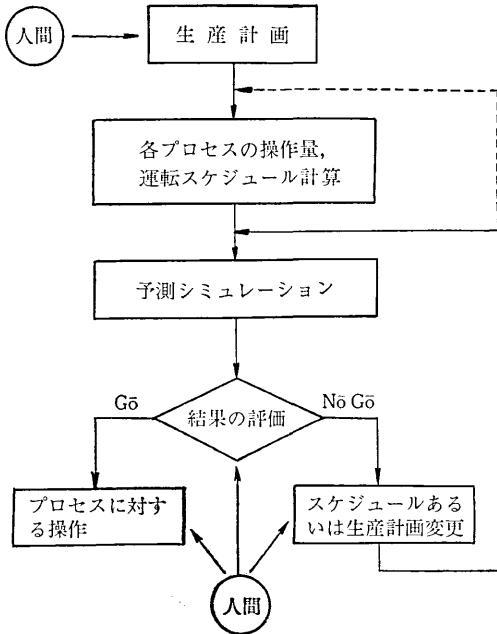 人間
生産計画
各プロセスの操作量,
運転スケジュール計算
予測シミュレーション
結果の評価
Gō
Nō Gō
プロセスに対す
る操作
スケジュールある
いは生産計画変更
人間